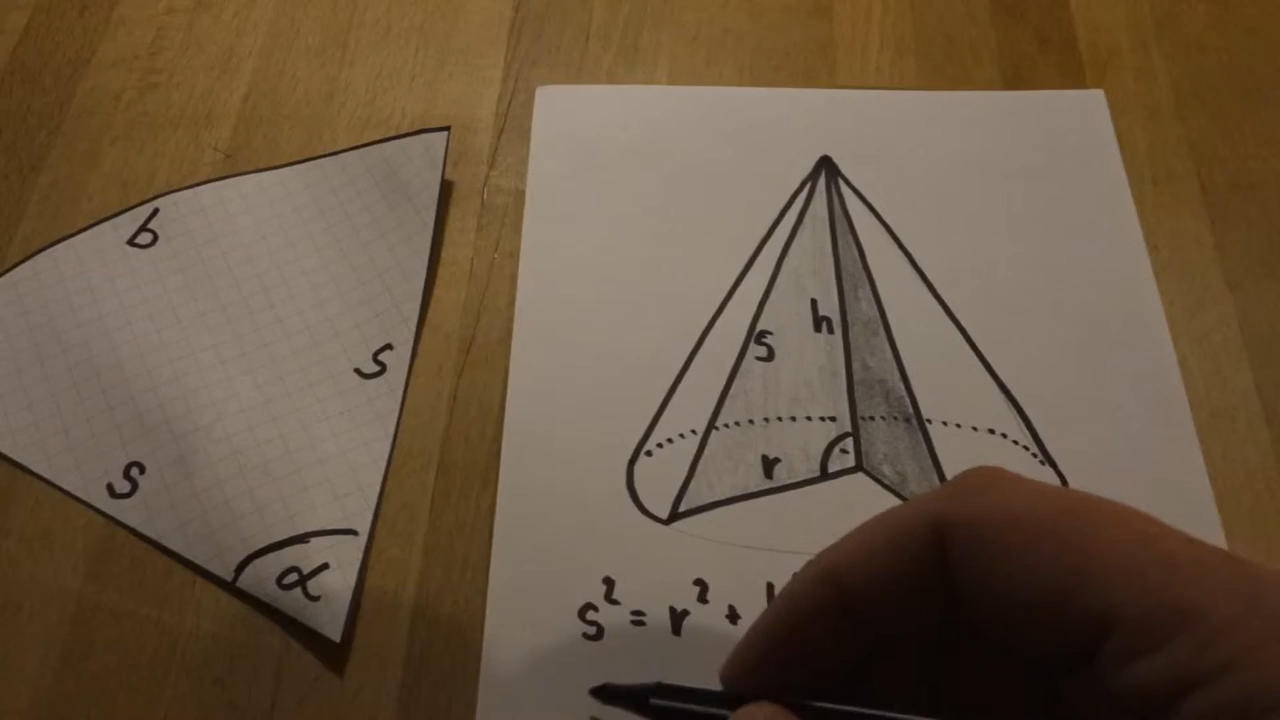 b
s
s
α
s
h
r
s² = r² +